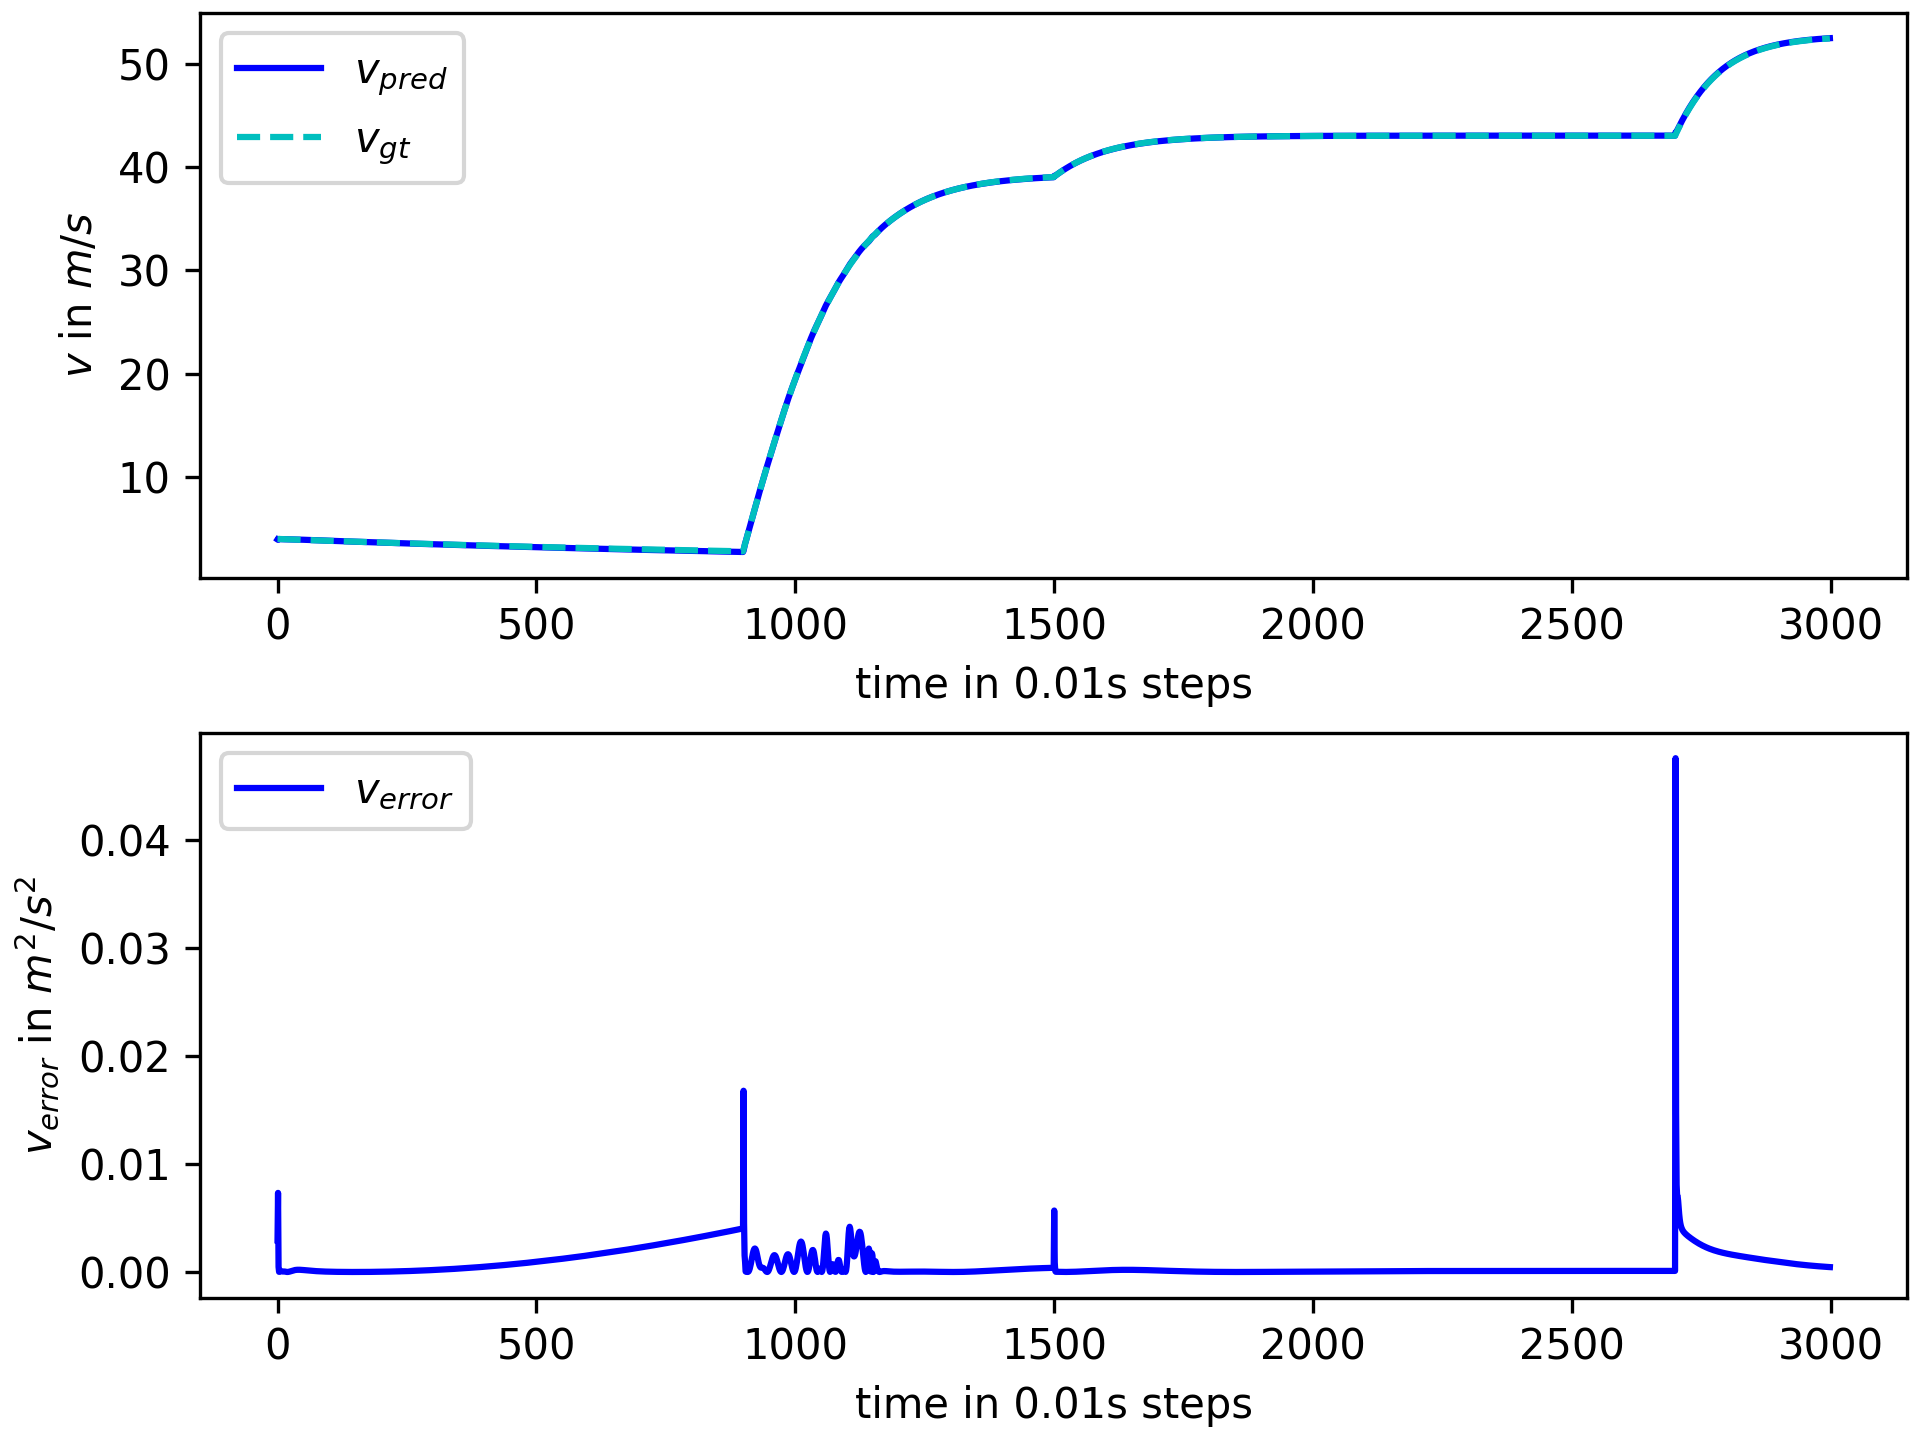 v_pred
v_gt
50
40
30
20
10
v in m/s
0 500 1000 1500 2000 2500 3000
time in 0.01s steps
v_error
0.04
0.03
0.02
0.01
0.00
v_error in m²/s²
0 500 1000 1500 2000 2500 3000
time in 0.01s steps